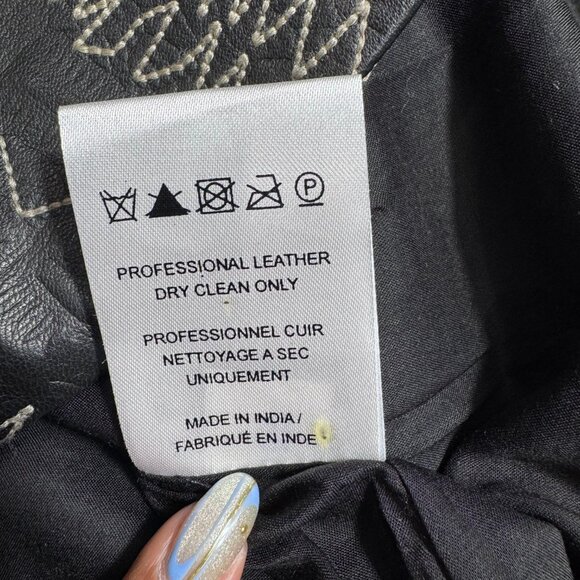 P
PROFESSIONAL LEATHER
DRY CLEAN ONLY
PROFESSIONNEL CUIR
NETTOYAGE A SEC
UNIQUEMENT
MADE IN INDIA /
FABRIQUÉ EN INDE